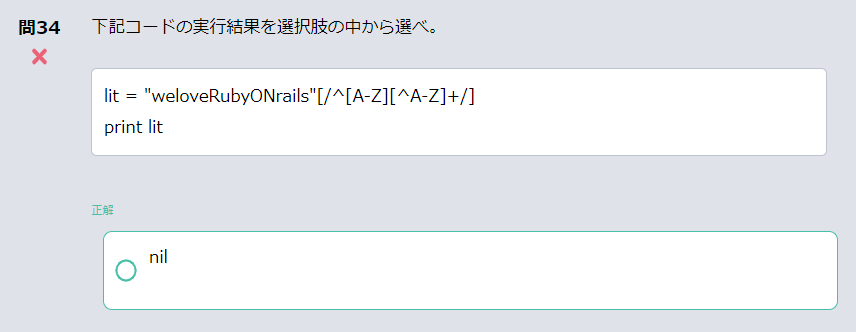 問34 下記コードの実行結果を選択肢の中から選べ。
lit = "weloveRubyONrails"[/^[A-Z][^A-Z]+/]
print lit
正解
nil